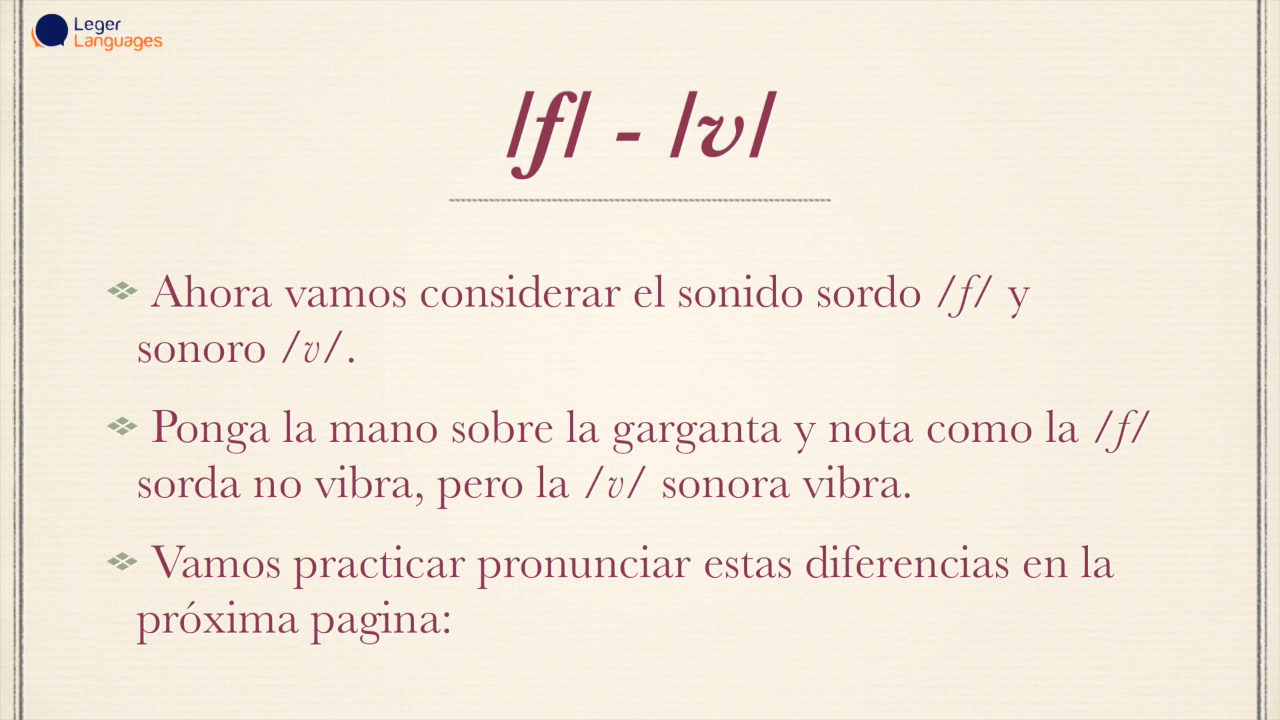 Leger
Languages
/f/ - /v/
Ahora vamos considerar el sonido sordo /f/ y
sonoro /v/.
Ponga la mano sobre la garganta y nota como la /f/
sorda no vibra, pero la /v/ sonora vibra.
Vamos practicar pronunciar estas diferencias en la
próxima pagina: